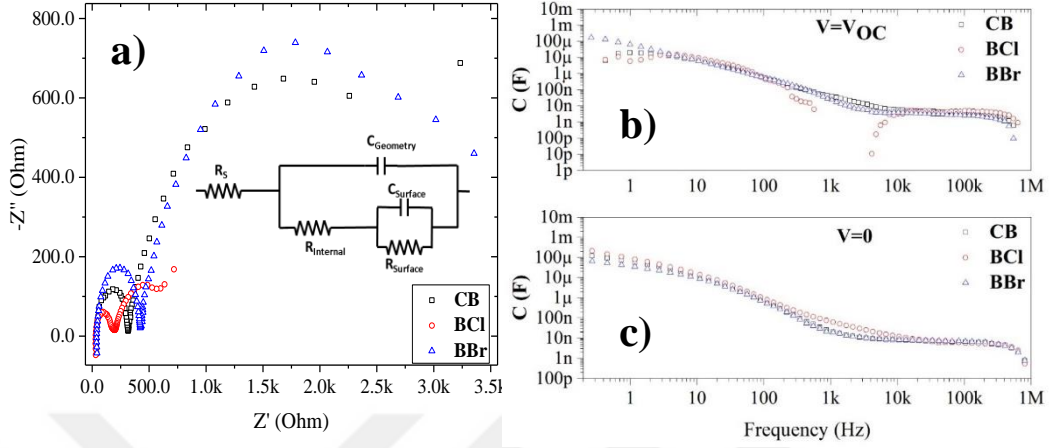 a)
800.0
600.0
400.0
200.0
0.0
-Z'' (Ohm)
0.0 500.0 1.0k 1.5k 2.0k 2.5k 3.0k 3.5k
Z' (Ohm)
R_S
C_Geometry
R_Internal
C_Surface
R_Surface
CB
BCl
BBr
b)
V=V_OC
CB
BCl
BBr
C (F)
10m
1m
100µ
10µ
1µ
100n
10n
1n
100p
10p
1p
1 10 100 1k 10k 100k 1M
c)
V=0
CB
BCl
BBr
C (F)
10m
1m
100µ
10µ
1µ
100n
10n
1n
100p
1 10 100 1k 10k 100k 1M
Frequency (Hz)